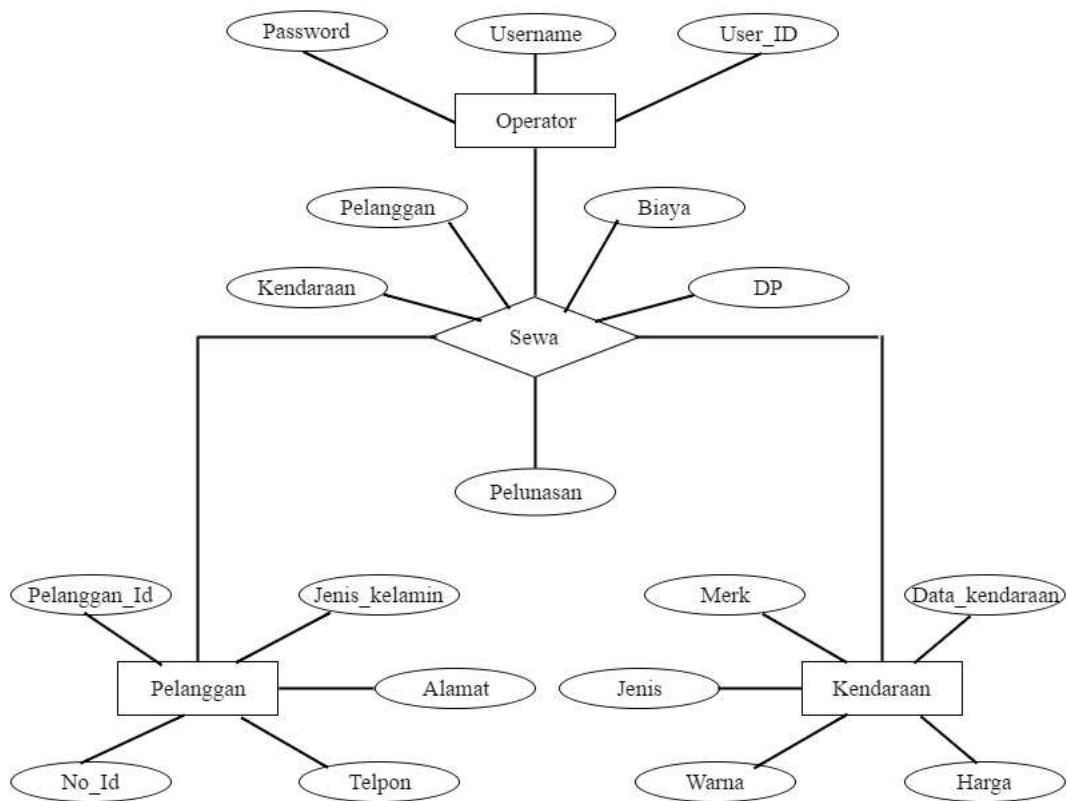 Password
Username
User_ID
Operator
Pelanggan
Biaya
Kendaraan
DP
Sewa
Pelunasan
Pelanggan_Id
Jenis_kelamin
Merk
Data_kendaraan
Pelanggan
Alamat
Jenis
Kendaraan
No_Id
Telpon
Warna
Harga